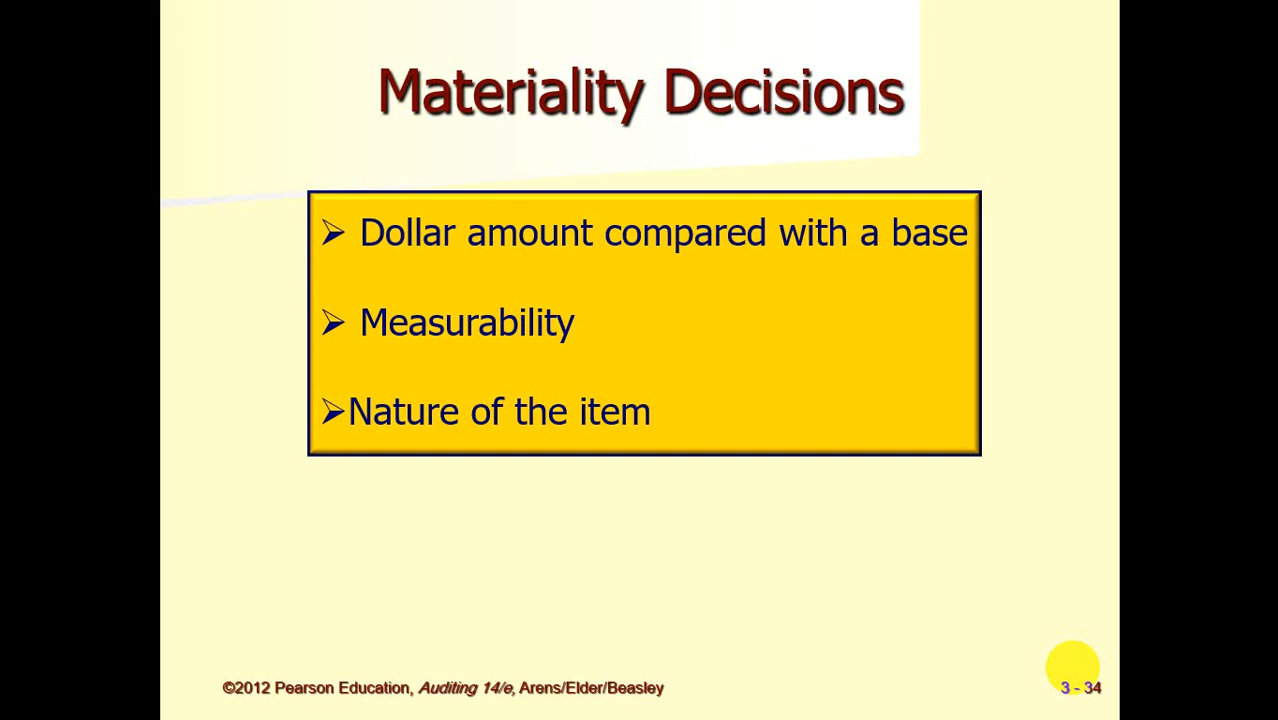 Materiality Decisions
➢ Dollar amount compared with a base
➢ Measurability
➢Nature of the item
©2012 Pearson Education, Auditing 14/e, Arens/Elder/Beasley
3 - 34